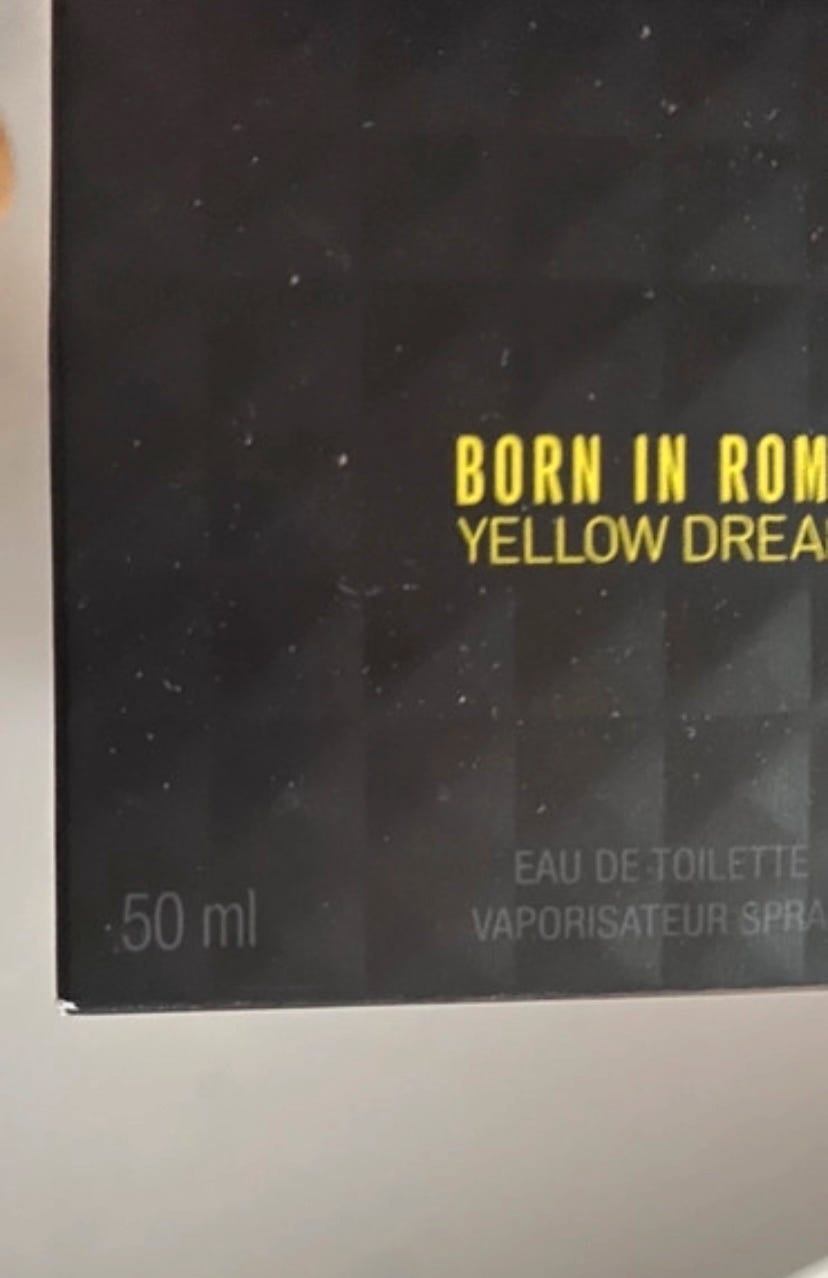 BORN IN ROM
YELLOW DREA
EAU DE TOILETTE
VAPORISATEUR SPRA
50 ml